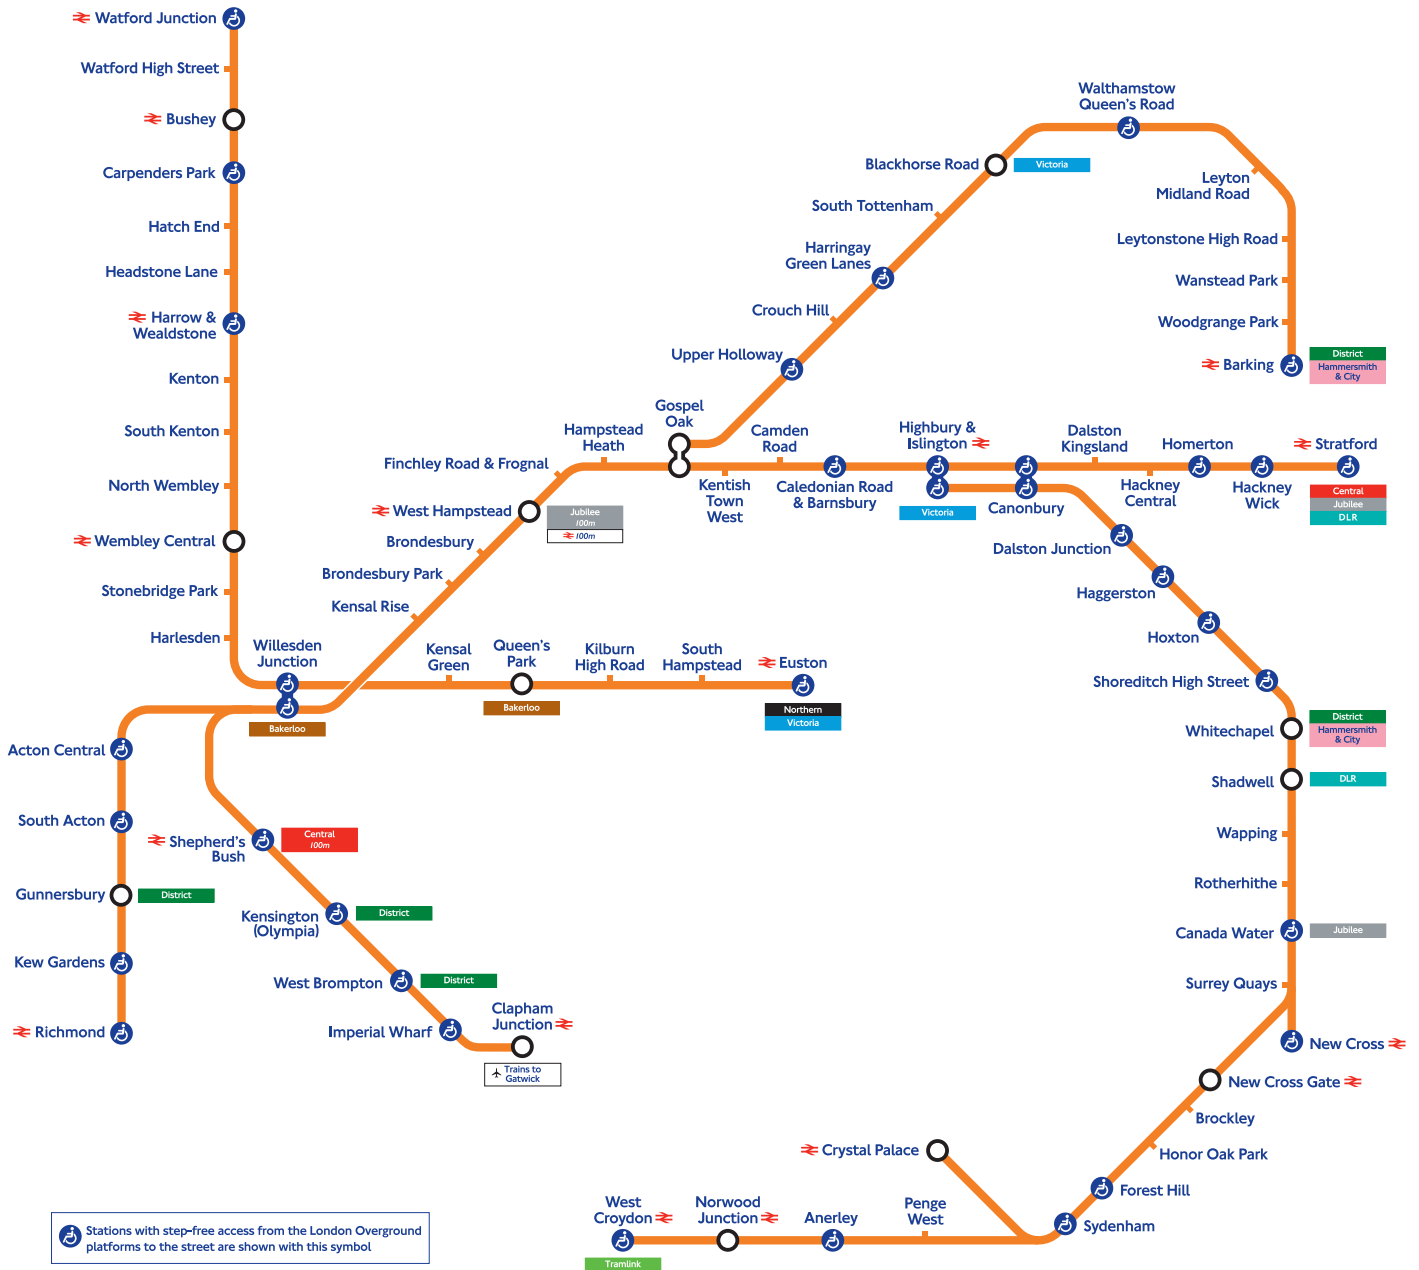 Watford Junction
Watford High Street
Bushey
Carpenders Park
Hatch End
Headstone Lane
Harrow &
Wealdstone
Kenton
South Kenton
North Wembley
Wembley Central
Stonebridge Park
Harlesden
Willesden
Junction
Bakerloo
Kensal
Green
Queen's
Park
Bakerloo
Kilburn
High Road
South
Hampstead
Euston
Northern
Victoria
Acton Central
South Acton
Gunnersbury
District
Kew Gardens
Richmond
Shepherd's
Bush
Central
100m
Kensington
(Olympia)
District
West Brompton
District
Imperial Wharf
Clapham
Junction
Trains to
Gatwick
Kensal Rise
Brondesbury Park
Brondesbury
West Hampstead
Jubilee
100m
100m
Finchley Road & Frognal
Hampstead
Heath
Gospel
Oak
Upper Holloway
Crouch Hill
Harringay
Green Lanes
South Tottenham
Blackhorse Road
Victoria
Walthamstow
Queen's Road
Leyton
Midland Road
Leytonstone High Road
Wanstead Park
Woodgrange Park
Barking
District
Hammersmith
& City
Kentish
Town
West
Camden
Road
Caledonian Road
& Barnsbury
Highbury &
Islington
Victoria
Canonbury
Dalston
Kingsland
Hackney
Central
Homerton
Hackney
Wick
Stratford
Central
Jubilee
DLR
Dalston Junction
Haggerston
Hoxton
Shoreditch High Street
Whitechapel
District
Hammersmith
& City
Shadwell
DLR
Wapping
Rotherhithe
Canada Water
Jubilee
Surrey Quays
New Cross
New Cross Gate
Brockley
Honor Oak Park
Forest Hill
Sydenham
Crystal Palace
Penge
West
Anerley
Norwood
Junction
West
Croydon
Tramlink
Stations with step-free access from the London Overground
platforms to the street are shown with this symbol